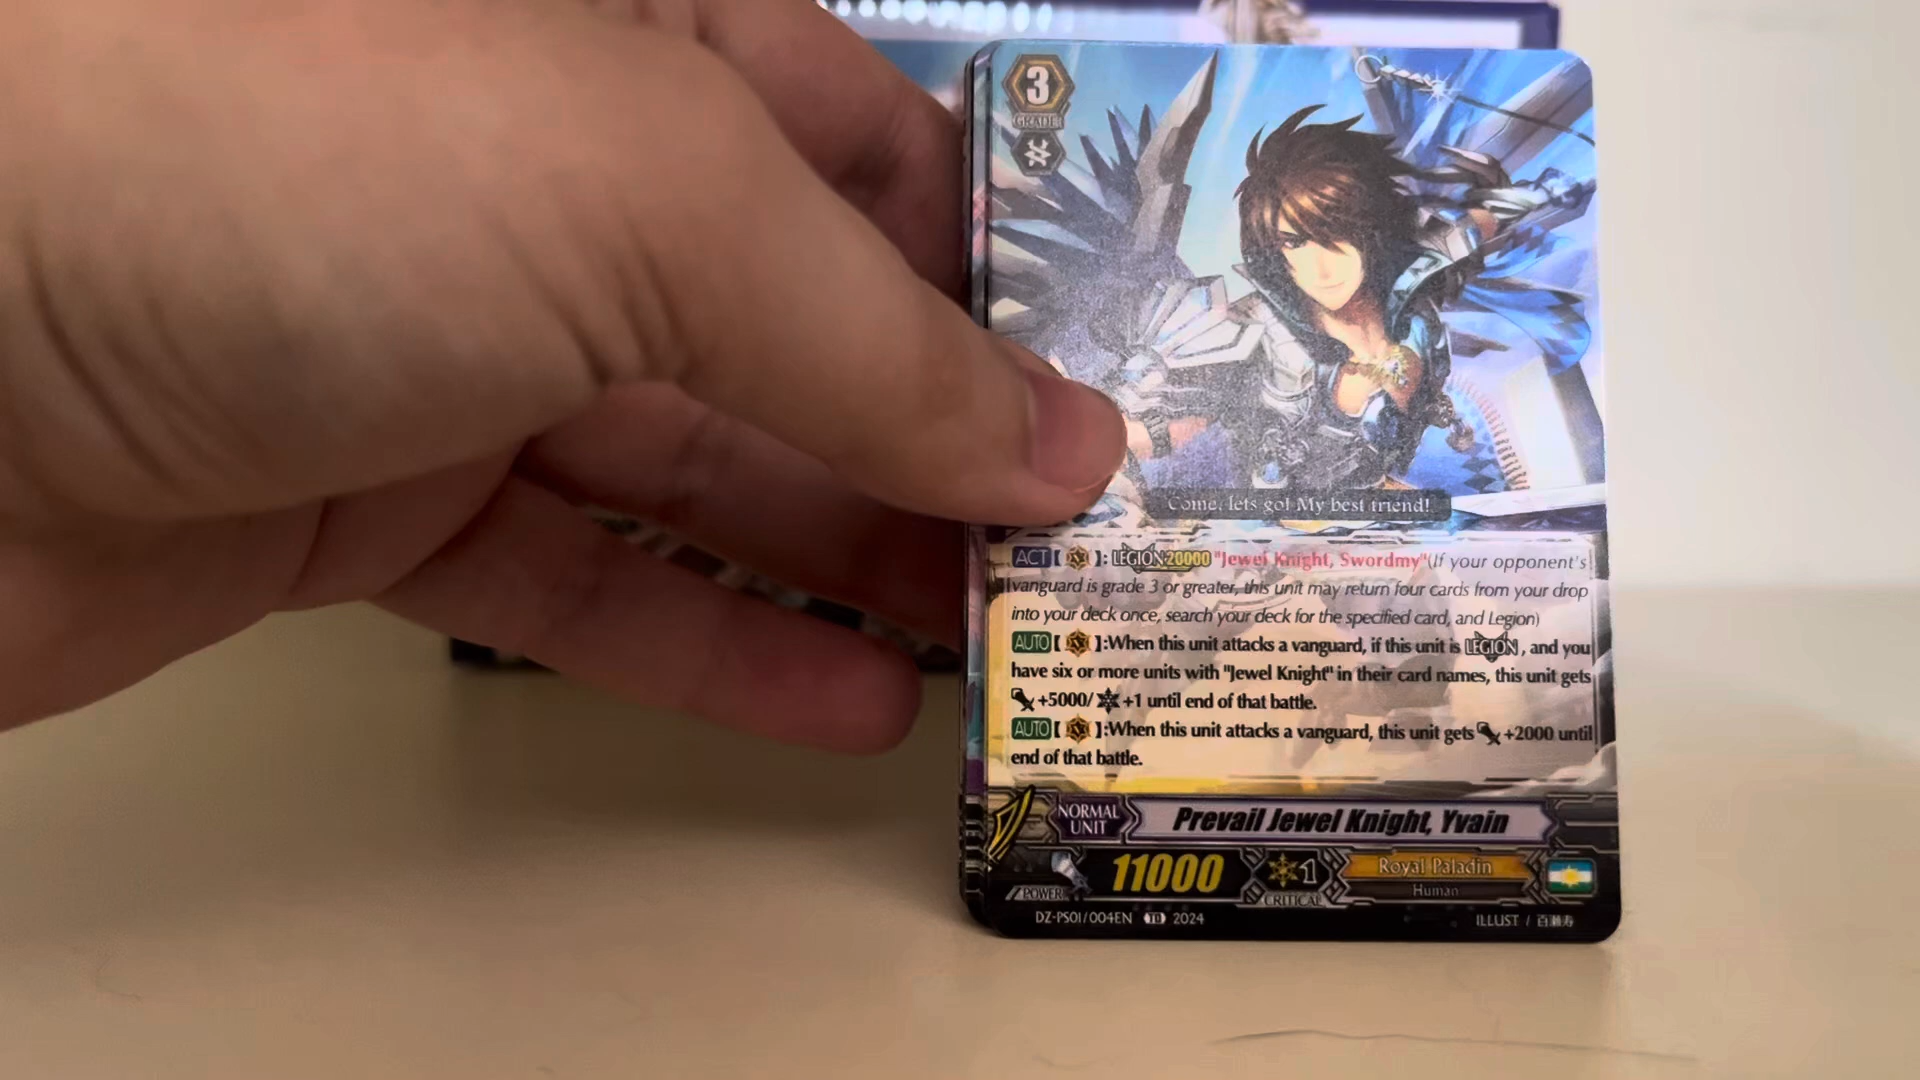 3
GRADE
Come, lets go! My best friend!
ACT【 】: LEGION 20000 "Jewel Knight, Swordmy"(If your opponent's
vanguard is grade 3 or greater, this unit may return four cards from your drop
into your deck once, search your deck for the specified card, and Legion)
AUTO【 】:When this unit attacks a vanguard, if this unit is LEGION, and you
have six or more units with "Jewel Knight" in their card names, this unit gets
+5000/ +1 until end of that battle.
AUTO【 】:When this unit attacks a vanguard, this unit gets +2000 until
end of that battle.
NORMAL
UNIT
Prevail Jewel Knight, Yvain
POWER
11000
1
CRITICAL
Royal Paladin
Human
DZ-PS01/004EN TD 2024
ILLUST / 百瀬寿